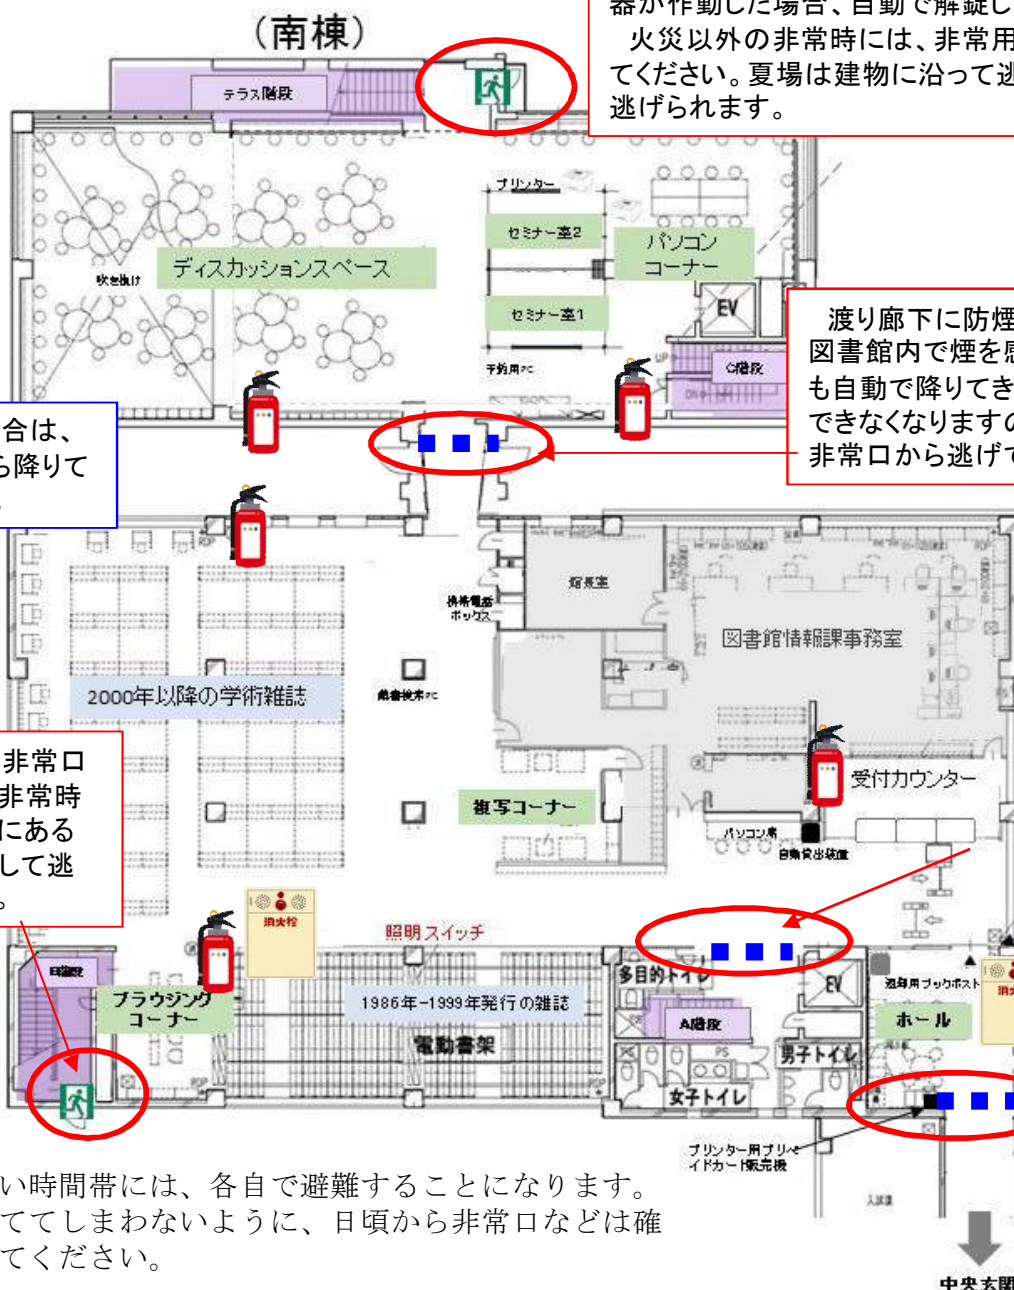 器が作動した場合、自動で解錠し
(南棟)
火災以外の非常時には、非常用
てください。夏場は建物に沿って逃
逃げられます。
テラス階段
プリンター
セミナー室2
パソコン
コーナー
ディスカッションスペース
吹き抜け
セミナー室1
EV
予約用PC
UP
C階段
DN
渡り廊下に防煙
図書館内で煙を感
も自動で降りてき
できなくなりますの
非常口から逃げて
合は、
ら降りて
館長室
携帯電話
ボックス
図書館情報課事務室
2000年以降の学術雑誌
蔵書検索PC
非常口
非常時
にある
して逃
。
受付カウンター
複写コーナー
パソコン席
自動貸出装置
消火栓
照明スイッチ
B階段
ブラウジング
コーナー
1986年-1999年発行の雑誌
電動書架
多目的トイレ
A階段
PS
女子トイレ
男子トイレ
EV
返却用ブックポスト
消火
ホール
プリンター用プリペ
イドカード販売機
い時間帯には、各自で避難することになります。
ててしまわないように、日頃から非常口などは確
てください。
中央玄関